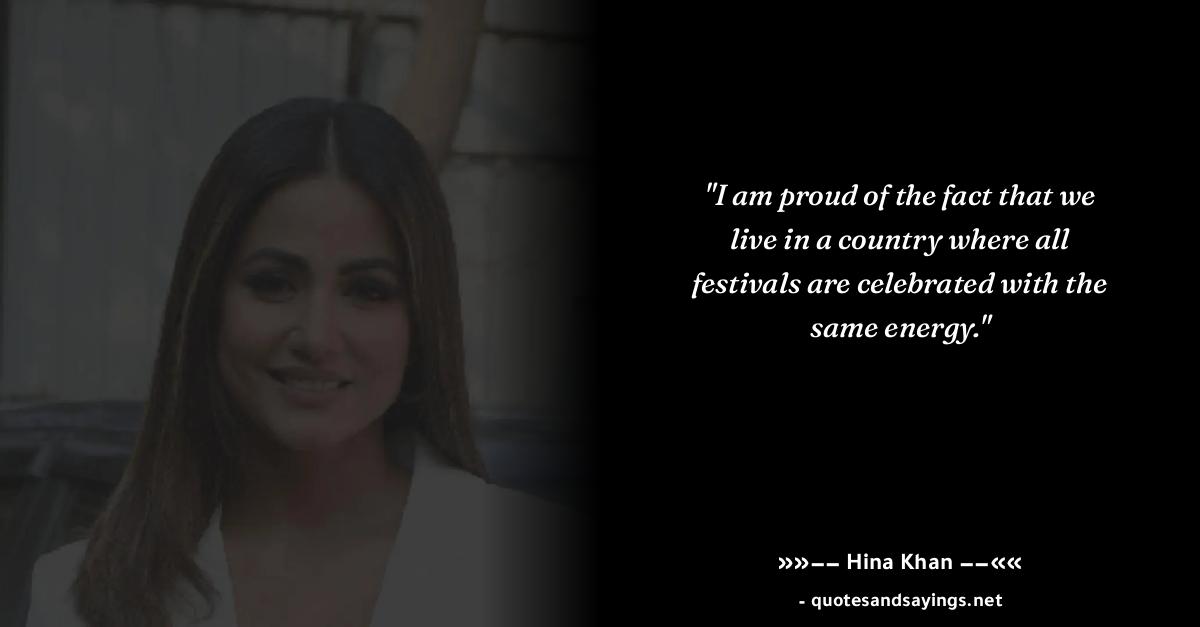 "I am proud of the fact that we
live in a country where all
festivals are celebrated with the
same energy."
»»−− Hina Khan −−««
- quotesandsayings.net